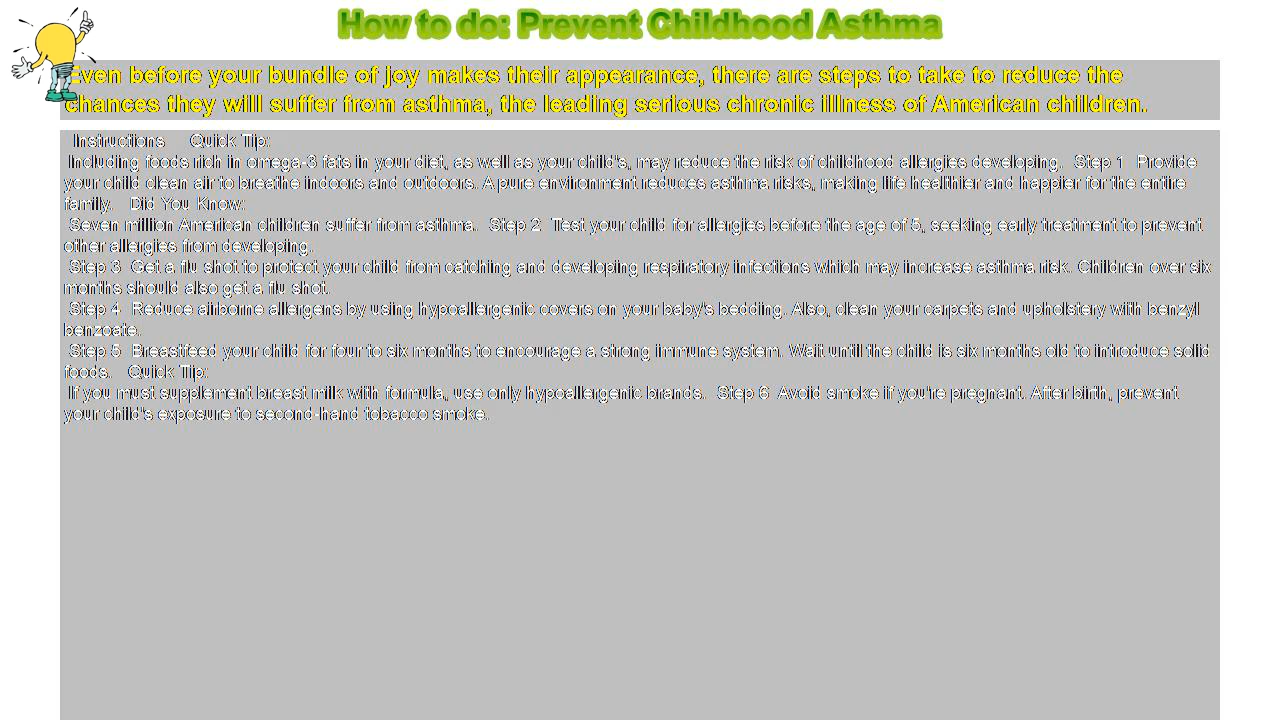 How to do: Prevent Childhood Asthma
Even before your bundle of joy makes their appearance, there are steps to take to reduce the
chances they will suffer from asthma, the leading serious chronic illness of American children.
Instructions Quick Tip:
Including foods rich in omega-3 fats in your diet, as well as your child's, may reduce the risk of childhood allergies developing. Step 1 Provide
your child clean air to breathe indoors and outdoors. A pure environment reduces asthma risks, making life healthier and happier for the entire
family. Did You Know:
Seven million American children suffer from asthma. Step 2 Test your child for allergies before the age of 5, seeking early treatment to prevent
other allergies from developing.
Step 3 Get a flu shot to protect your child from catching and developing respiratory infections which may increase asthma risk. Children over six
months should also get a flu shot.
Step 4 Reduce airborne allergens by using hypoallergenic covers on your baby's bedding. Also, clean your carpets and upholstery with benzyl
benzoate.
Step 5 Breastfeed your child for four to six months to encourage a strong immune system. Wait until the child is six months old to introduce solid
foods. Quick Tip:
If you must supplement breast milk with formula, use only hypoallergenic brands. Step 6 Avoid smoke if you're pregnant. After birth, prevent
your child's exposure to second-hand tobacco smoke.